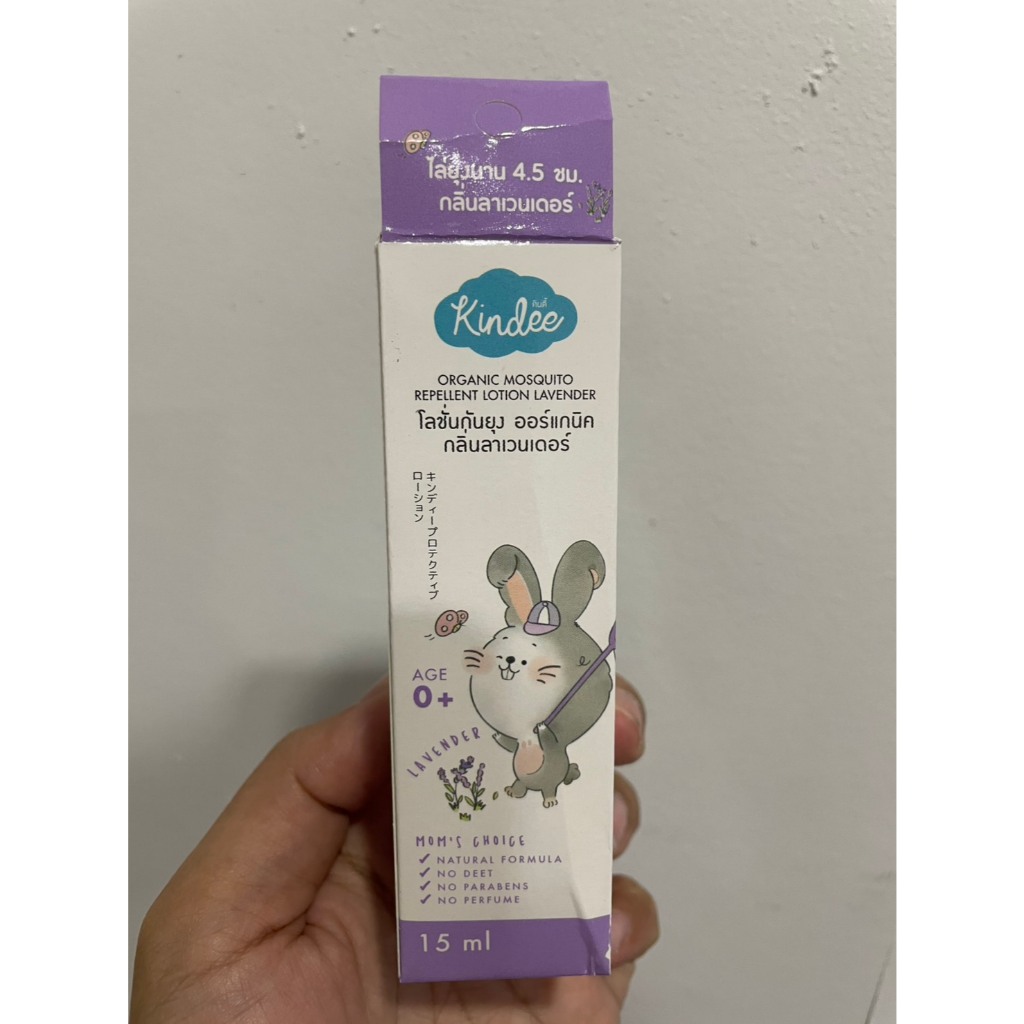 ไล่ยุงนาน 4.5 ชม.
กลิ่นลาเวนเดอร์
คินดี้
Kindee
ORGANIC MOSQUITO
REPELLENT LOTION LAVENDER
โลชั่นกันยุง ออร์แกนิค
กลิ่นลาเวนเดอร์
キンディープロテクティブ
ローション
AGE
0+
LAVENDER
MOM'S CHOICE
✓ NATURAL FORMULA
✓ NO DEET
✓ NO PARABENS
✓ NO PERFUME
15 ml